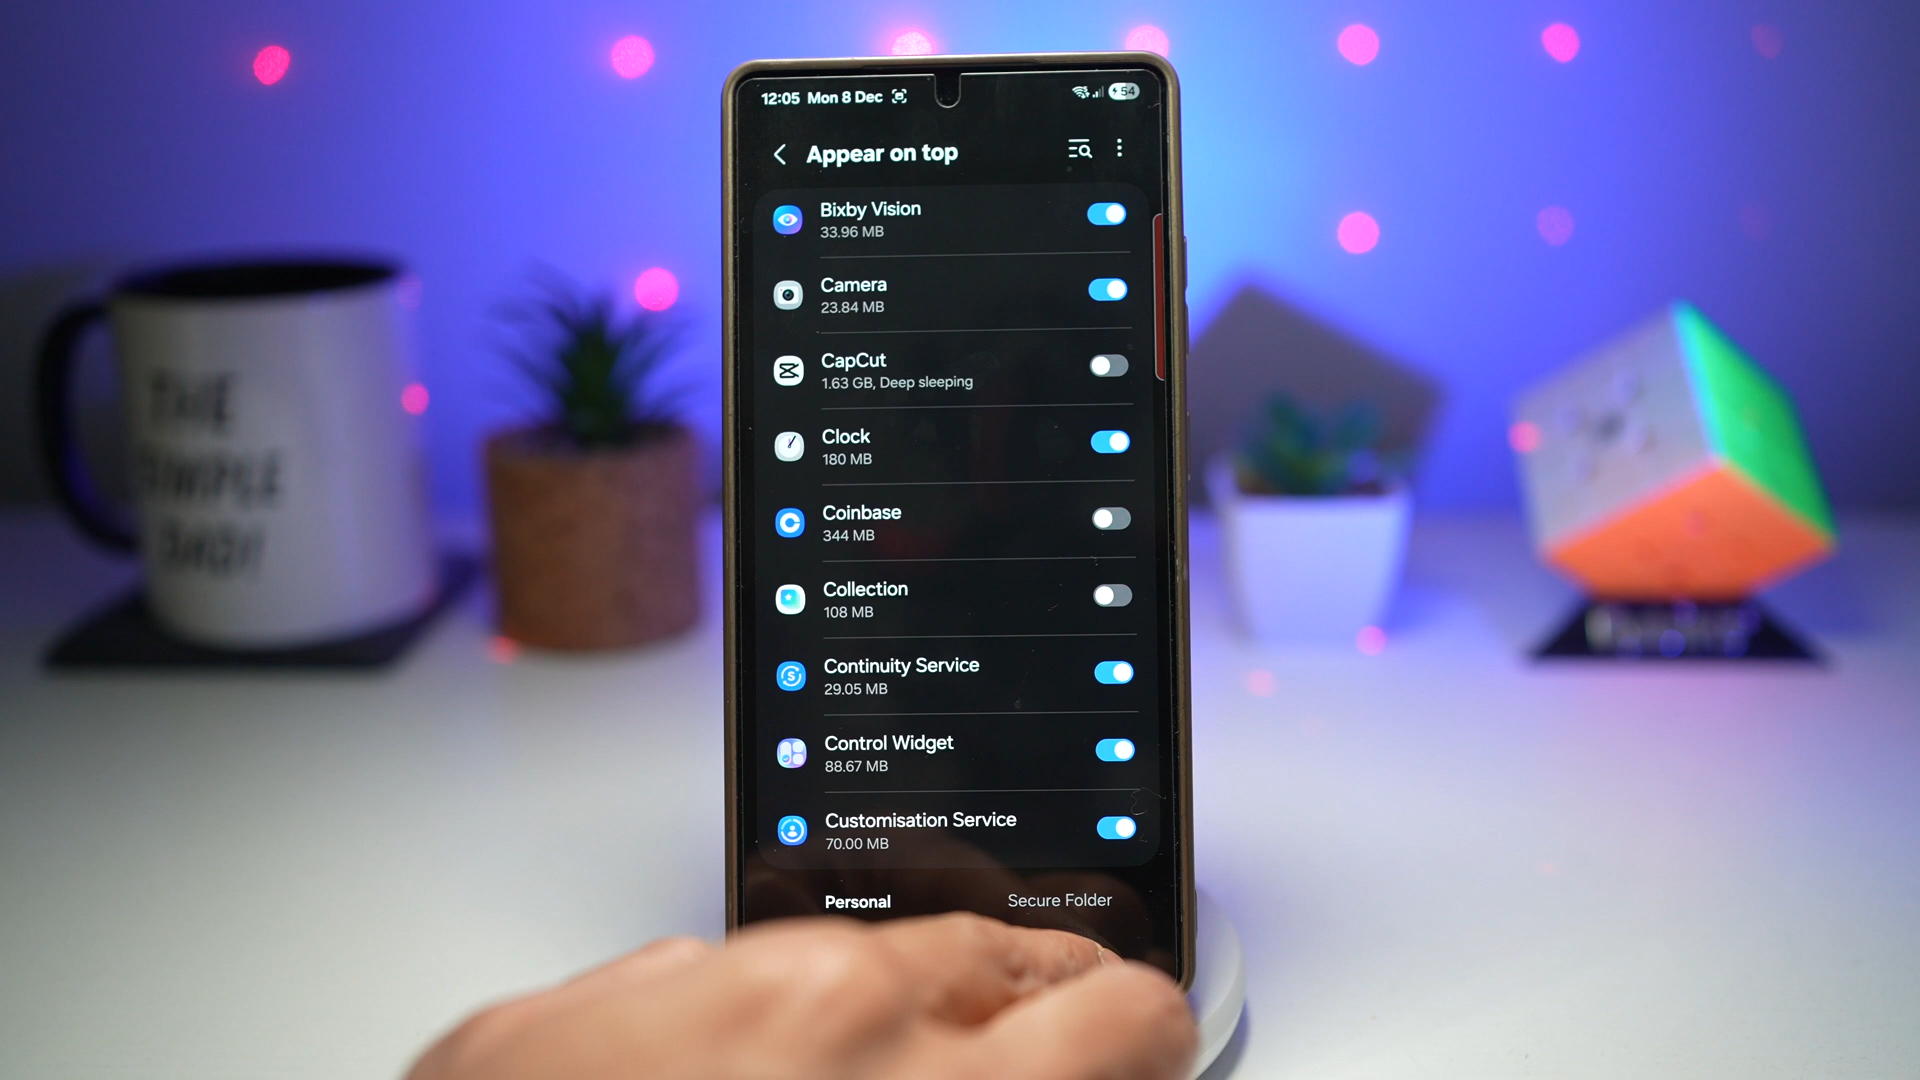 12:05 Mon 8 Dec
54
Appear on top
Bixby Vision
33.96 MB
Camera
23.84 MB
CapCut
1.63 GB, Deep sleeping
Clock
180 MB
Coinbase
344 MB
Collection
108 MB
Continuity Service
29.05 MB
Control Widget
88.67 MB
Customisation Service
70.00 MB
Personal
Secure Folder
THE